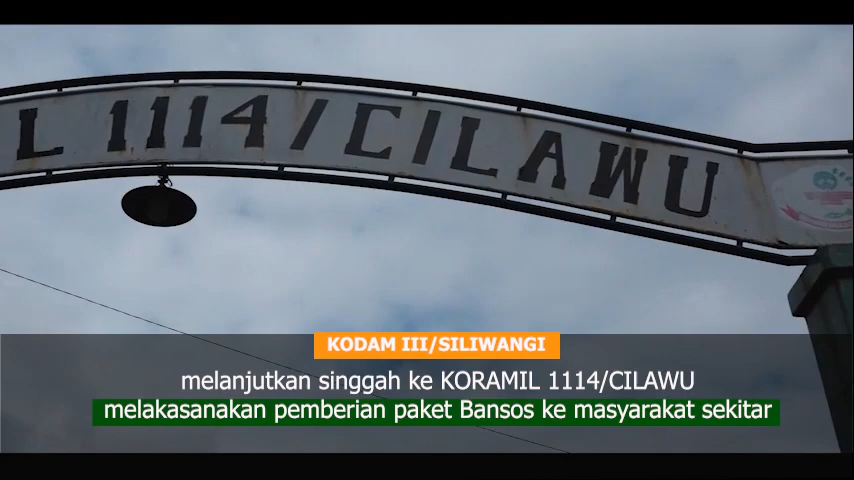 L 1114/CILAWU
KODAM III/SILIWANGI
melanjutkan singgah ke KORAMIL 1114/CILAWU
melakasanakan pemberian paket Bansos ke masyarakat sekitar